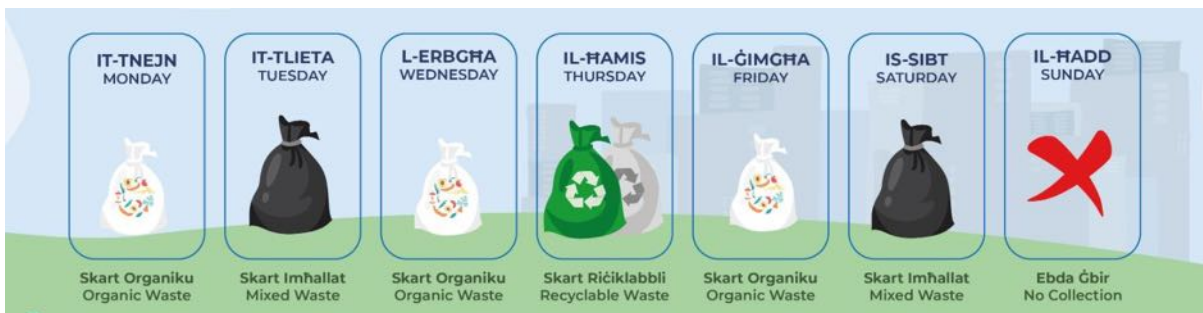 IT-TNEJN
MONDAY
IT-TLIETA
TUESDAY
L-ERBGĦA
WEDNESDAY
IL-ĦAMIS
THURSDAY
IL-ĠIMGĦA
FRIDAY
IS-SIBT
SATURDAY
IL-ĦADD
SUNDAY
Skart Organiku
Organic Waste
Skart Imħallat
Mixed Waste
Skart Organiku
Organic Waste
Skart Riċiklabbli
Recyclable Waste
Skart Organiku
Organic Waste
Skart Imħallat
Mixed Waste
Ebda Ġbir
No Collection